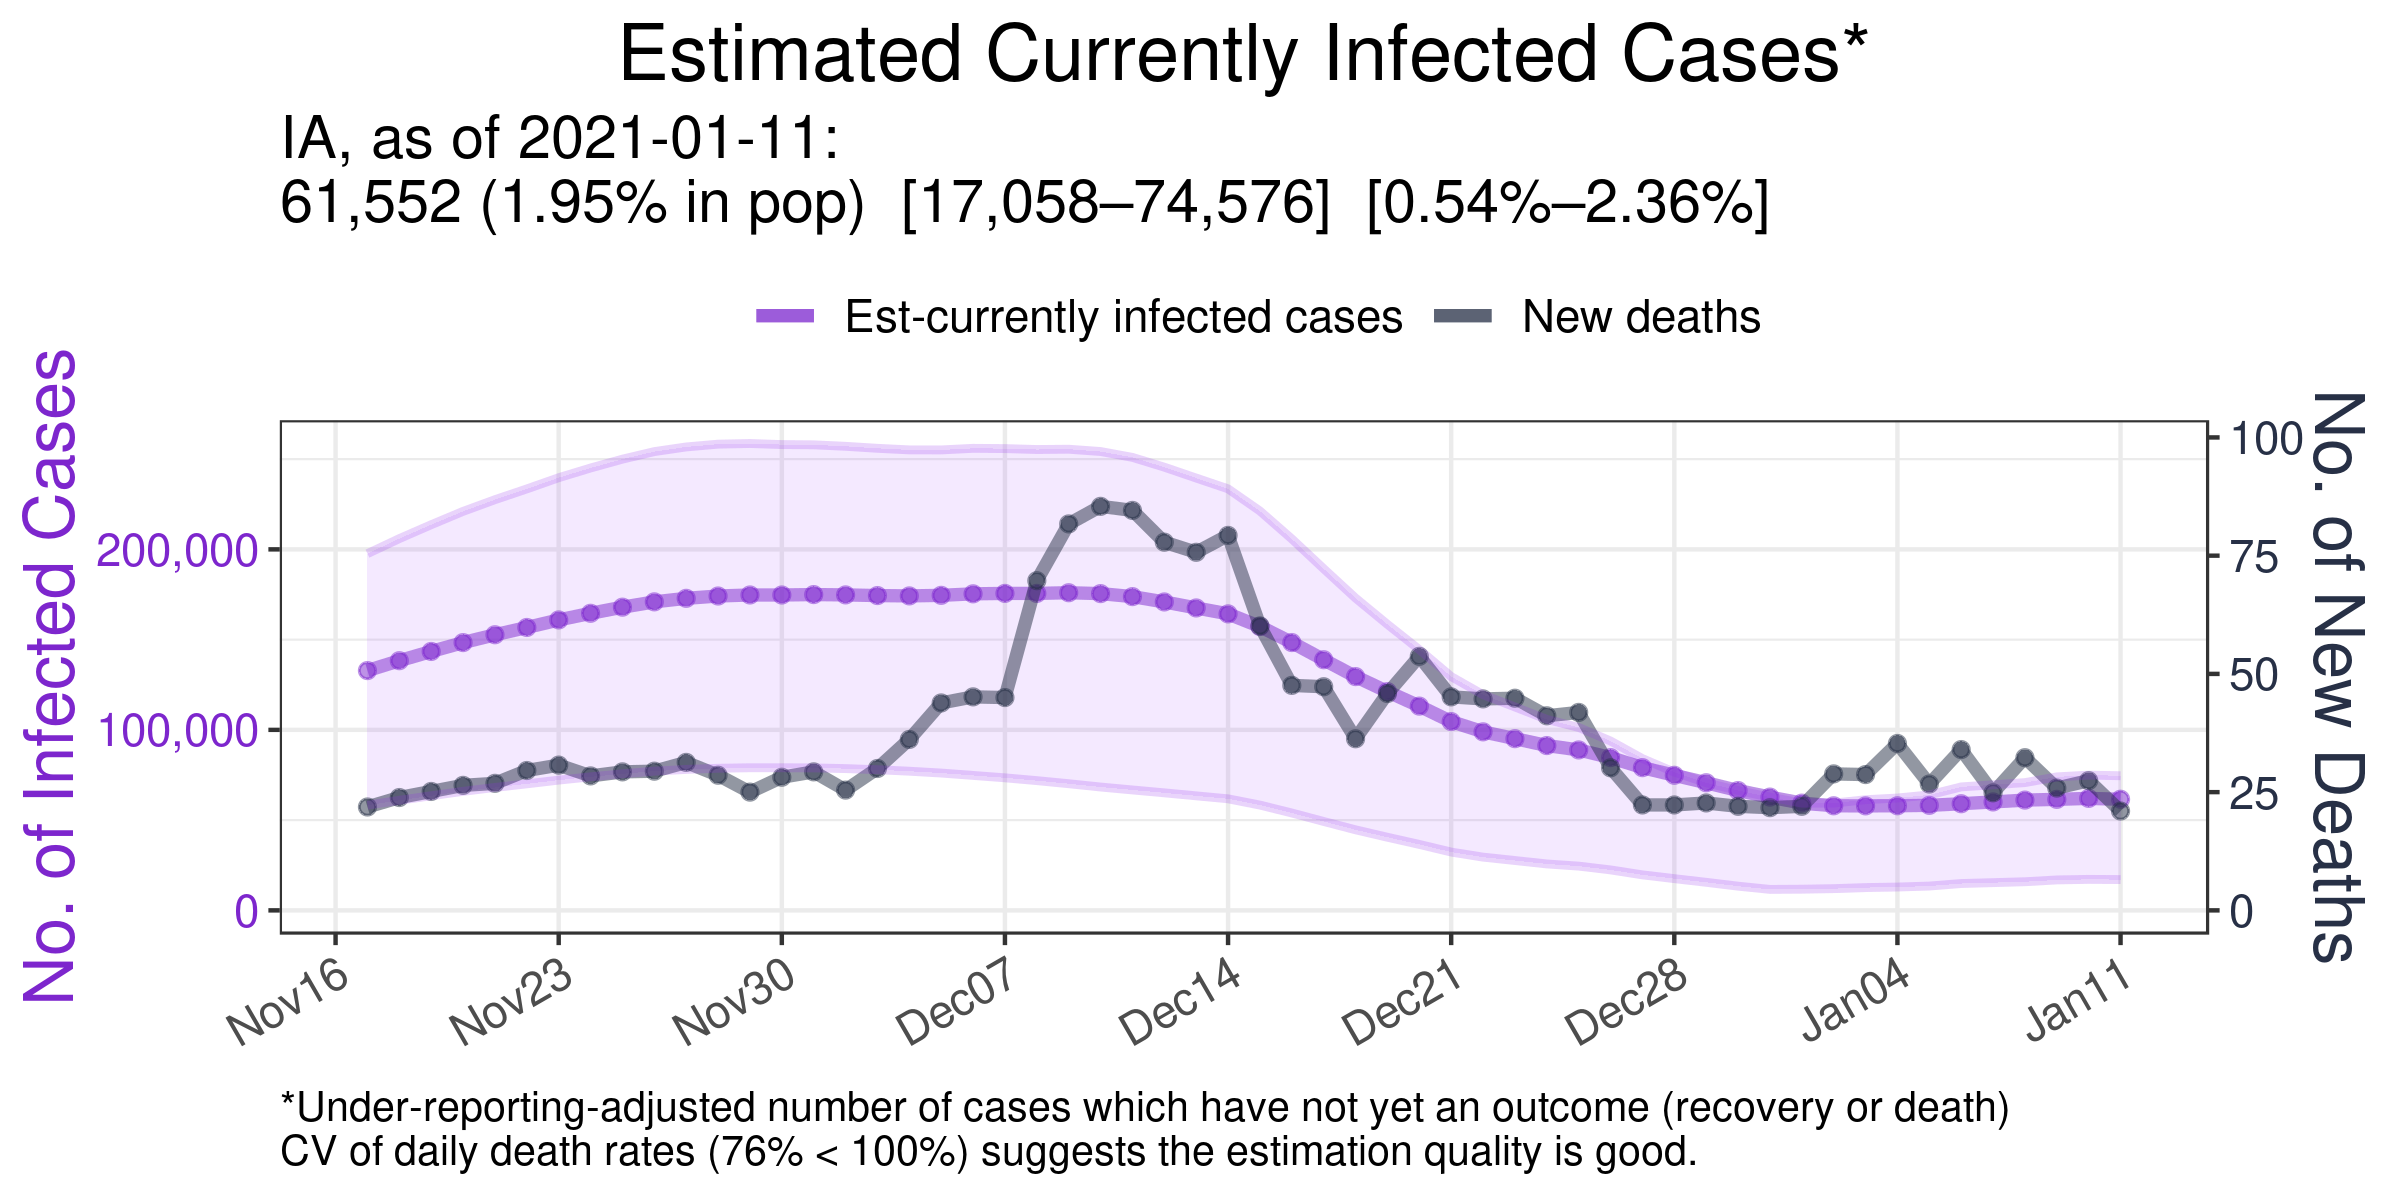 Estimated Currently Infected Cases*
IA, as of 2021-01-11:
61,552 (1.95% in pop)  [17,058–74,576]  [0.54%–2.36%]
Est-currently infected cases
New deaths
No. of Infected Cases
200,000
100,000
0
100
75
50
25
0
No. of New Deaths
Nov16
Nov23
Nov30
Dec07
Dec14
Dec21
Dec28
Jan04
Jan11
*Under-reporting-adjusted number of cases which have not yet an outcome (recovery or death)
CV of daily death rates (76% < 100%) suggests the estimation quality is good.